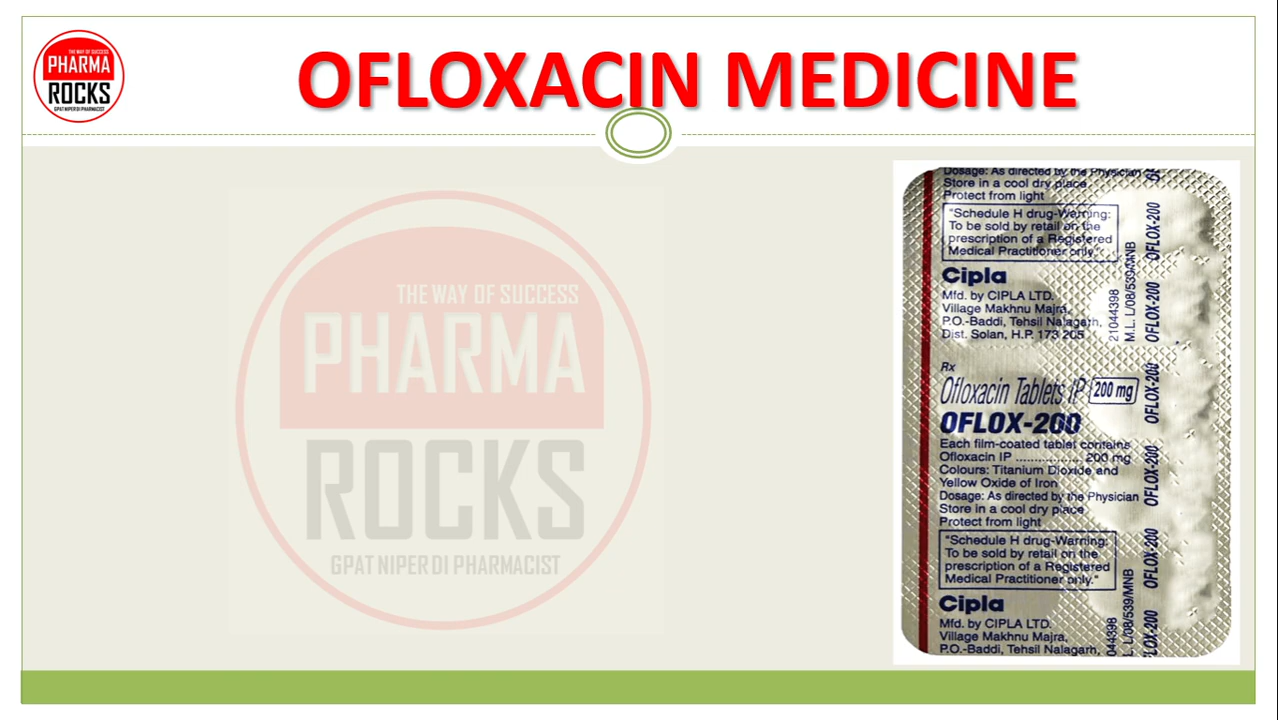 THE WAY OF SUCCESS
PHARMA
ROCKS
GPAT NIPER DI PHARMACIST
OFLOXACIN MEDICINE
THE WAY OF SUCCESS
PHARMA
ROCKS
GPAT NIPER DI PHARMACIST
Dosage: As directed by the Physician
Store in a cool dry place
Protect from light
"Schedule H drug-Warning:
To be sold by retail on the
prescription of a Registered
Medical Practitioner only."
Cipla
Mfd. by CIPLA LTD.
Village Makhnu Majra,
P.O.-Baddi, Tehsil Nalagarh,
Dist. Solan, H.P. 173 205
21044398
M.L. L/08/539/MNB
Rx
Ofloxacin Tablets IP 200 mg
OFLOX-200
Each film-coated tablet contains
Ofloxacin IP .................. 200 mg
Colours: Titanium Dioxide and
Yellow Oxide of Iron
Dosage: As directed by the Physician
Store in a cool dry place
Protect from light
"Schedule H drug-Warning:
To be sold by retail on the
prescription of a Registered
Medical Practitioner only."
Cipla
Mfd. by CIPLA LTD.
Village Makhnu Majra,
P.O.-Baddi, Tehsil Nalagarh,
044398
L. L/08/539/MNB
OFLOX-200
OFLOX-200
OFLOX-200
OFLOX-200
OFLOX-200